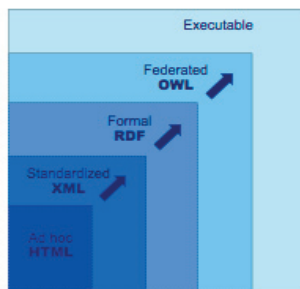 Executable
Federated
OWL
Formal
RDF
Standardized
XML
Ad hoc
HTML